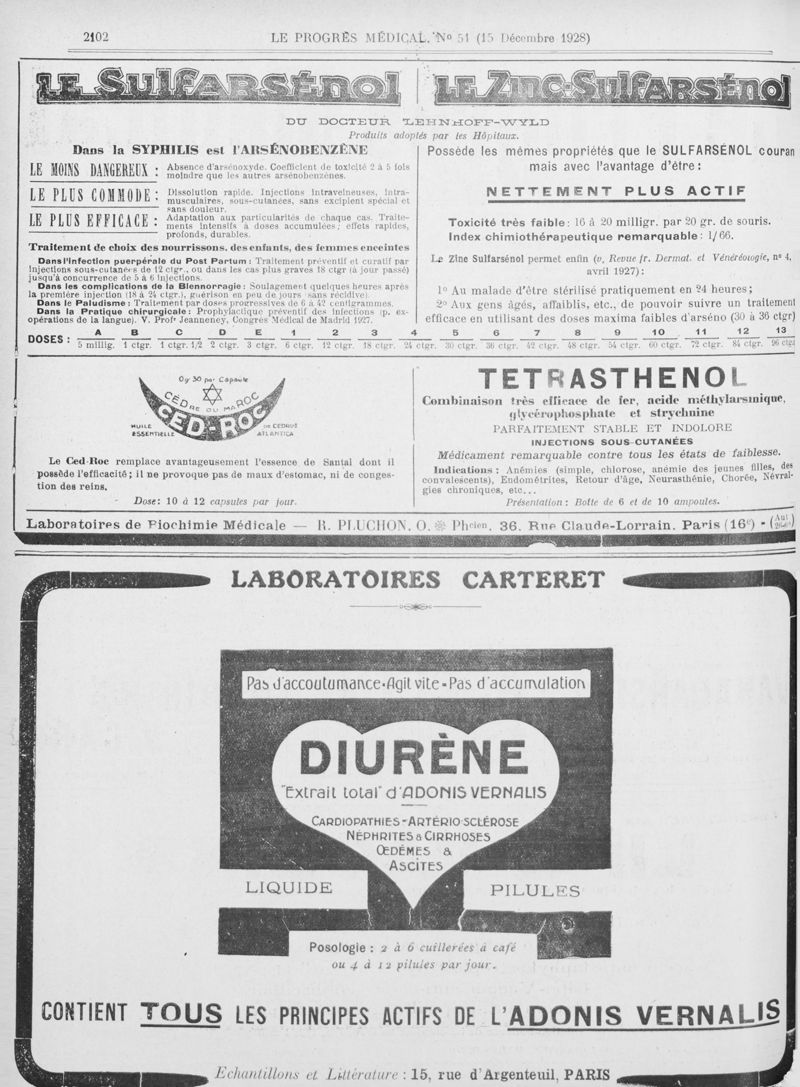 2102
LE PROGRÈS MÉDICAL, No 51 (15 Décembre 1928)
LE SULFARSÉNOL
LE ZINC-SULFARSÉNOL
DU DOCTEUR LEHNHOFF-WYLD
Produits adoptés par les Hôpitaux.
Dans la SYPHILIS est l'ARSÉNOBENZÈNE
LE MOINS DANGEREUX : Absence d'arsénoxyde. Coefficient de toxicité 2 à 5 fois
moindre que les autres arsénobenzènes.
LE PLUS COMMODE : Dissolution rapide. Injections intraveineuses, intra-
musculaires, sous-cutanées, sans excipient spécial et
sans douleur.
LE PLUS EFFICACE : Adaptation aux particularités de chaque cas. Traite-
ments intensifs à doses accumulées; effets rapides,
profonds, durables.
Traitement de choix des nourrissons, des enfants, des femmes enceintes
Dans l'infection puerpérale du Post Partum : Traitement préventif et curatif par
injections sous-cutanées de 12 ctgr., ou dans les cas plus graves 18 ctgr (à jour passé)
jusqu'à concurrence de 5 à 6 injections.
Dans les complications de la Blennorragie : Soulagement quelques heures après
la première injection (18 à 24 ctgr.), guérison en peu de jours (sans récidive).
Dans le Paludisme : Traitement par doses progressives de 6 à 42 centigrammes.
Dans la Pratique chirurgicale : Prophylactique préventif des infections (p. ex-
opérations de la langue). V. Profr Jeanneney, Congrès Médical de Madrid 1927.
Possède les mêmes propriétés que le SULFARSÉNOL couran
mais avec l'avantage d'être :
NETTEMENT PLUS ACTIF
Toxicité très faible : 16 à 20 milligr. par 20 gr. de souris.
Index chimiothérapeutique remarquable : 1/66.
Le Zinc Sulfarsénol permet enfin (v, Revue fr. Dermat. et Vénéréologie, n° 4,
avril 1927) :
1° Au malade d'être stérilisé pratiquement en 24 heures;
2° Aux gens âgés, affaiblis, etc., de pouvoir suivre un traitement
efficace en utilisant des doses maxima faibles d'arséno (30 à 36 ctgr)
DOSES : A B C D E 1 2 3 4 5 6 7 8 9 10 11 12 13
5 millig. 1 ctgr. 1 ctgr. 1/2 2 ctgr. 3 ctgr. 6 ctgr. 12 ctgr. 18 ctgr. 24 ctgr. 30 ctgr. 36 ctgr. 42 ctgr. 48 ctgr. 54 ctgr. 60 ctgr. 72 ctgr. 84 ctgr. 96 ctgr
0g 30 par Capsule
CÈDRE DU MAROC
CED-ROC
HUILE ESSENTIELLE
DE CEDRUS ATLANTICA
Le Ced-Roc remplace avantageusement l'essence de Santal dont il
possède l'efficacité; il ne provoque pas de maux d'estomac, ni de conges-
tion des reins.
Dose: 10 à 12 capsules par jour.
TETRASTHENOL
Combinaison très efficace de fer, acide méthylarsinique,
glycérophosphate et strychnine
PARFAITEMENT STABLE ET INDOLORE
INJECTIONS SOUS-CUTANÉES
Médicament remarquable contre tous les états de faiblesse.
Indications : Anémies (simple, chlorose, anémie des jeunes filles, des
convalescents), Endométrites, Retour d'âge, Neurasthénie, Chorée, Névral-
gies chroniques, etc...
Présentation : Boîte de 6 et de 10 ampoules.
Laboratoires de Biochimie Médicale — R. PLUCHON, O. ❋ Phcien, 36, Rue Claude-Lorrain, Paris (16e) -
LABORATOIRES CARTERET
Pas d'accoutumance - Agit vite - Pas d'accumulation
DIURÈNE
"Extrait total" d'ADONIS VERNALIS
CARDIOPATHIES - ARTÉRIO-SCLÉROSE
NÉPHRITES & CIRRHOSES
ŒDÈMES &
ASCITES
LIQUIDE
PILULES
Posologie : 2 à 6 cuillerées à café
ou 4 à 12 pilules par jour.
CONTIENT TOUS LES PRINCIPES ACTIFS DE L'ADONIS VERNALIS
Echantillons et Littérature : 15, rue d'Argenteuil, PARIS